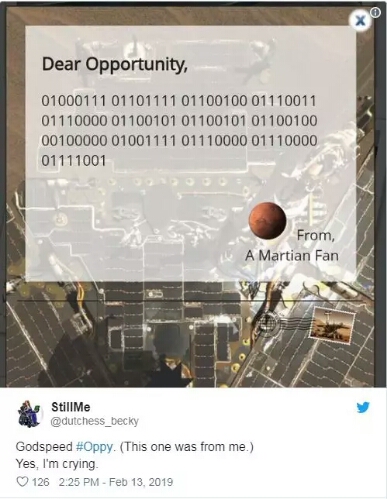 Dear Opportunity,
01000111 01101111 01100100 01110011
01110000 01100101 01100101 01100100
00100000 01001111 01110000 01110000
01111001
From,
A Martian Fan
StillMe
@dutchess_becky
Godspeed #Oppy. (This one was from me.)
Yes, I'm crying.
126 2:25 PM - Feb 13, 2019